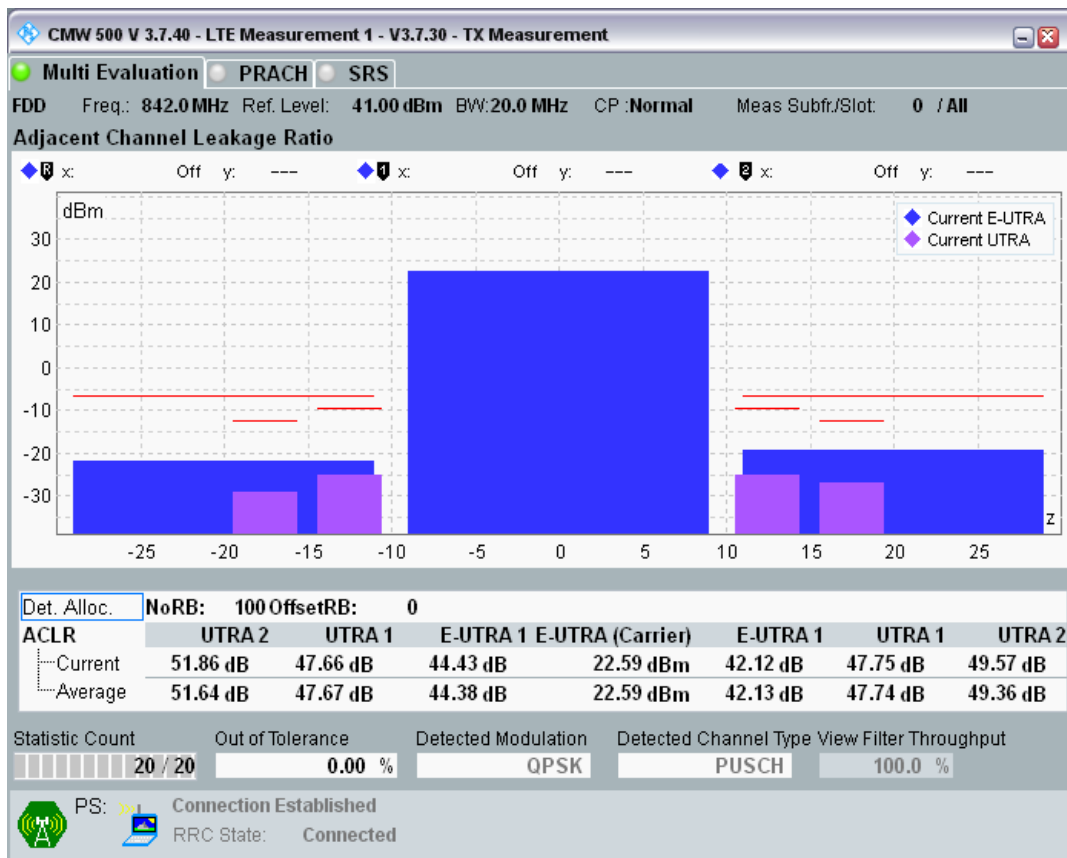 CMW 500 V 3.7.40 - LTE Measurement 1 - V3.7.30 - TX Measurement
Multi Evaluation PRACH SRS
FDD Freq.: 842.0 MHz Ref. Level: 41.00 dBm BW: 20.0 MHz CP :Normal Meas Subfr./Slot: 0 / All
Adjacent Channel Leakage Ratio
R x: Off y: --- 1 x: Off y: --- 2 x: Off y: ---
dBm
Current E-UTRA
Current UTRA
30
20
10
0
-10
-20
-30
z
-25 -20 -15 -10 -5 0 5 10 15 20 25
Det. Alloc. NoRB: 100 OffsetRB: 0
ACLR UTRA 2 UTRA 1 E-UTRA 1 E-UTRA (Carrier) E-UTRA 1 UTRA 1 UTRA 2
Current 51.86 dB 47.66 dB 44.43 dB 22.59 dBm 42.12 dB 47.75 dB 49.57 dB
Average 51.64 dB 47.67 dB 44.38 dB 22.59 dBm 42.13 dB 47.74 dB 49.36 dB
Statistic Count Out of Tolerance Detected Modulation Detected Channel Type View Filter Throughput
20 / 20 0.00 % QPSK PUSCH 100.0 %
PS: Connection Established
RRC State: Connected